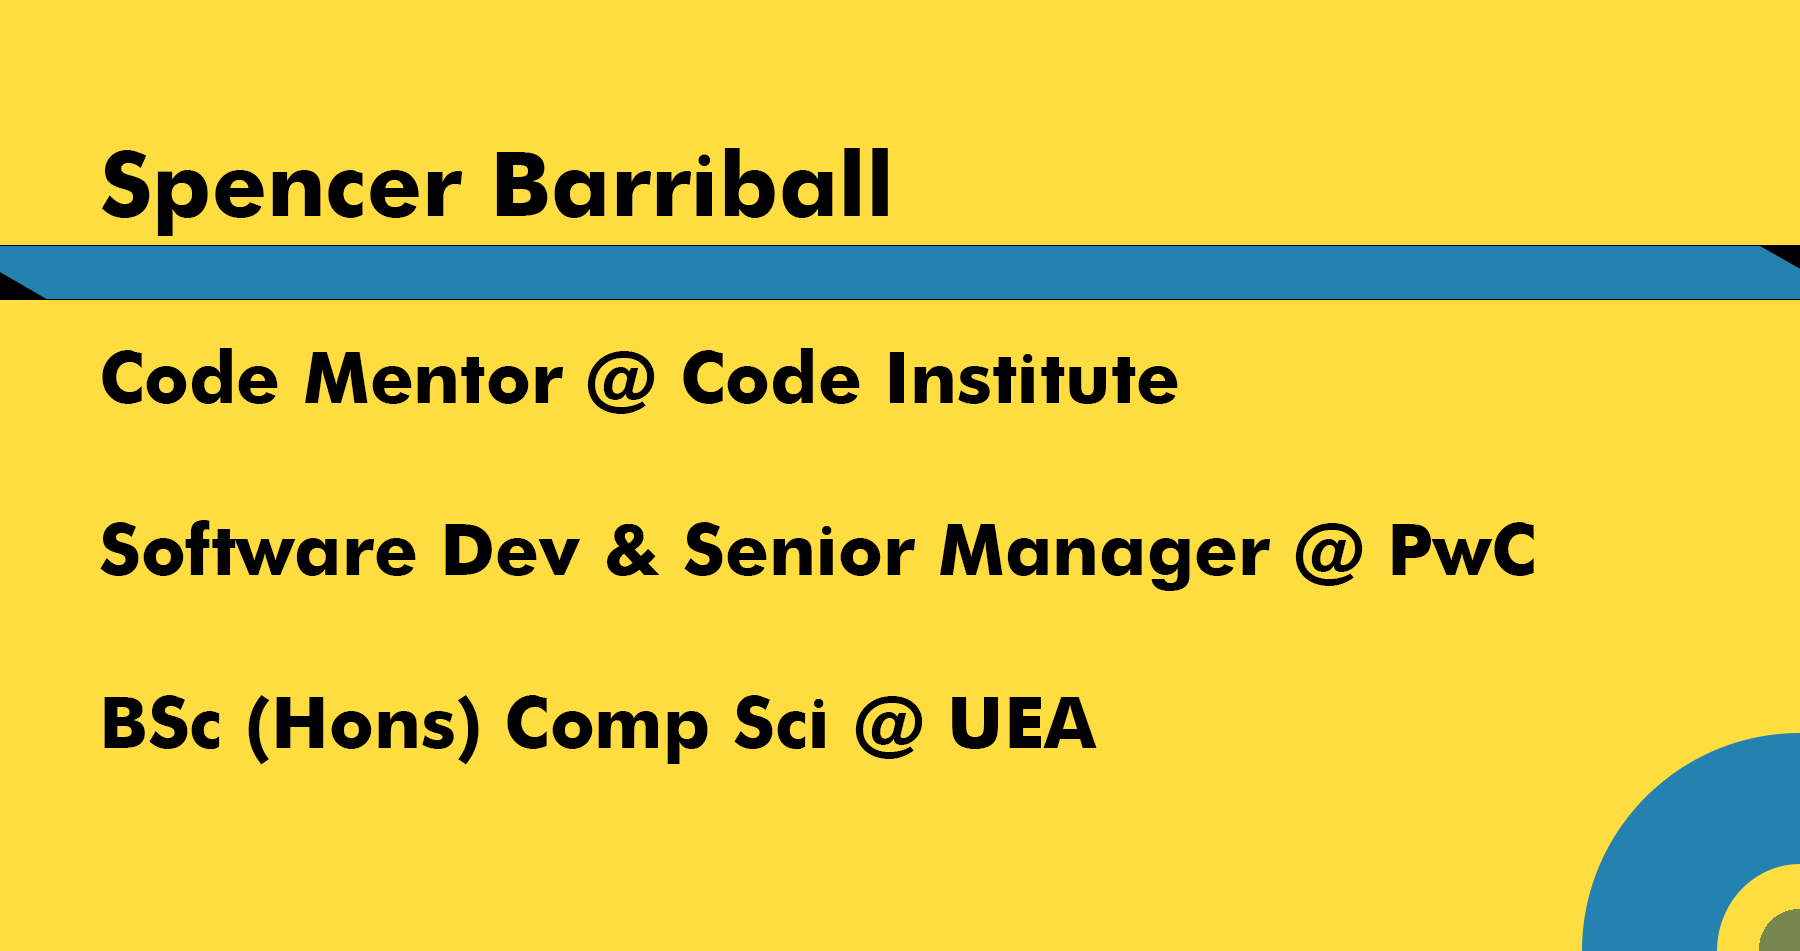 Spencer Barriball
Code Mentor @ Code Institute
Software Dev & Senior Manager @ PwC
BSc (Hons) Comp Sci @ UEA